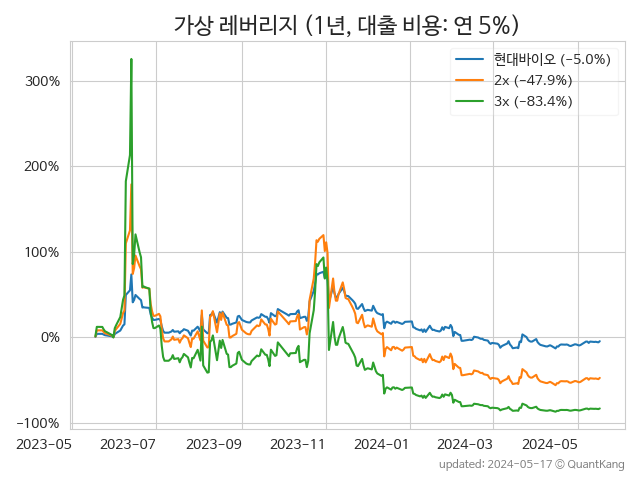 가상 레버리지 (1년, 대출 비용: 연 5%)
현대바이오 (−5.0%)
2x (−47.9%)
3x (−83.4%)
300%
200%
100%
0%
−100%
2023−05 2023−07 2023−09 2023−11 2024−01 2024−03 2024−05
updated: 2024−05−17 © QuantKang